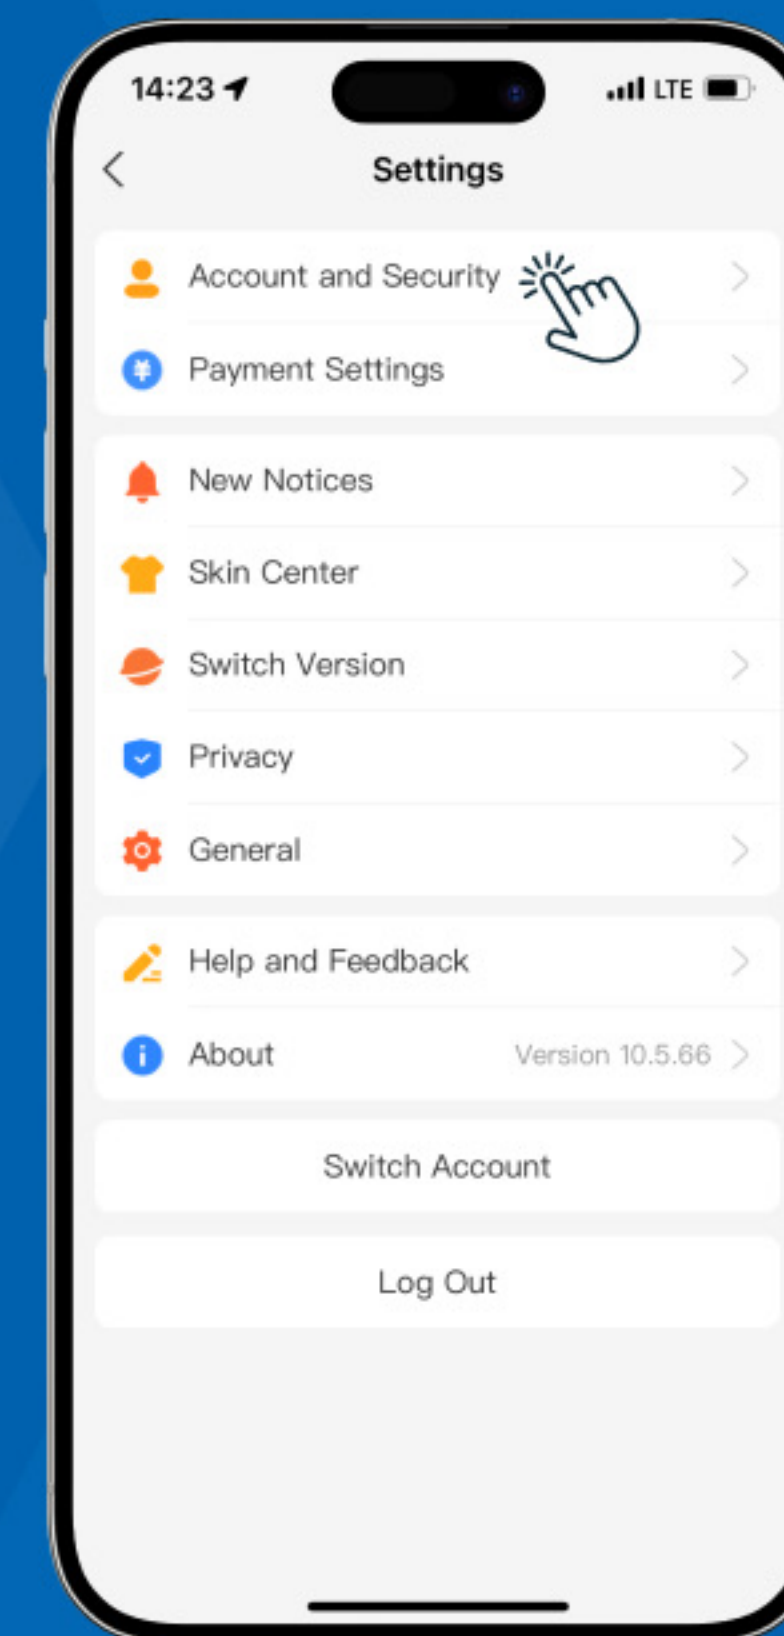 14:23 LTE
Settings
Account and Security
Payment Settings
New Notices
Skin Center
Switch Version
Privacy
General
Help and Feedback
About Version 10.5.66
Switch Account
Log Out